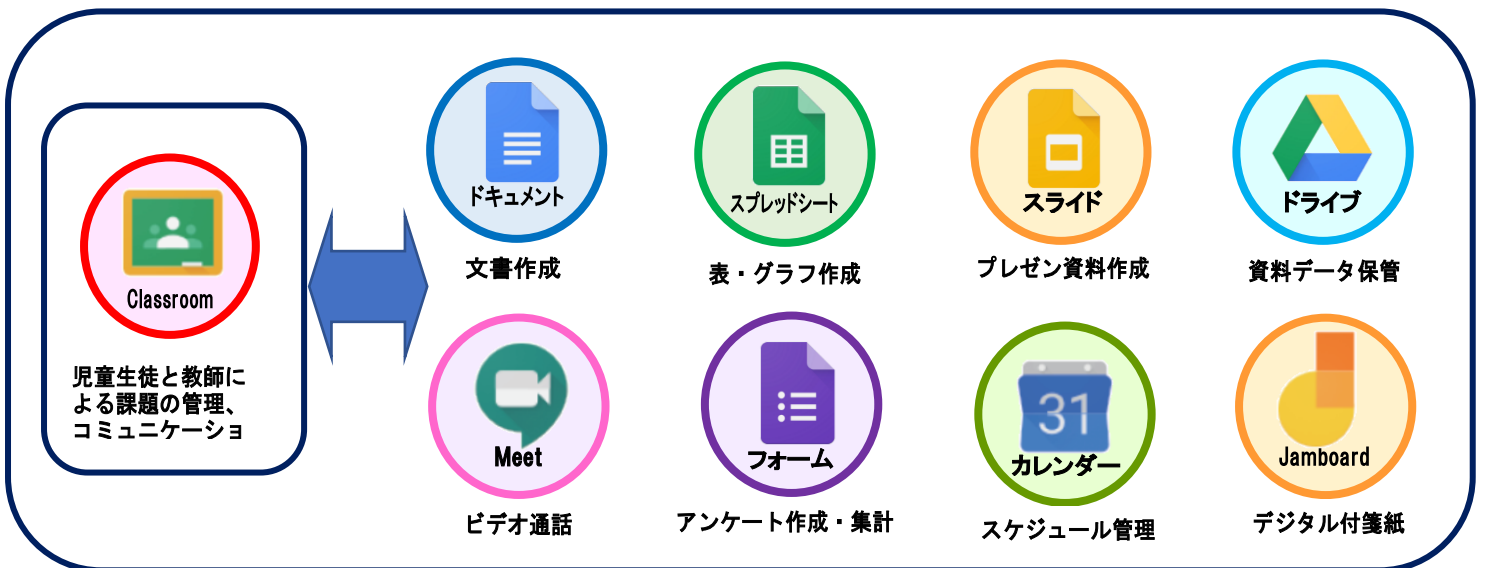 Classroom
児童生徒と教師に
よる課題の管理、
コミュニケーショ
ドキュメント
文書作成
スプレッドシート
表・グラフ作成
スライド
プレゼン資料作成
ドライブ
資料データ保管
Meet
ビデオ通話
フォーム
アンケート作成・集計
31
カレンダー
スケジュール管理
Jamboard
デジタル付箋紙